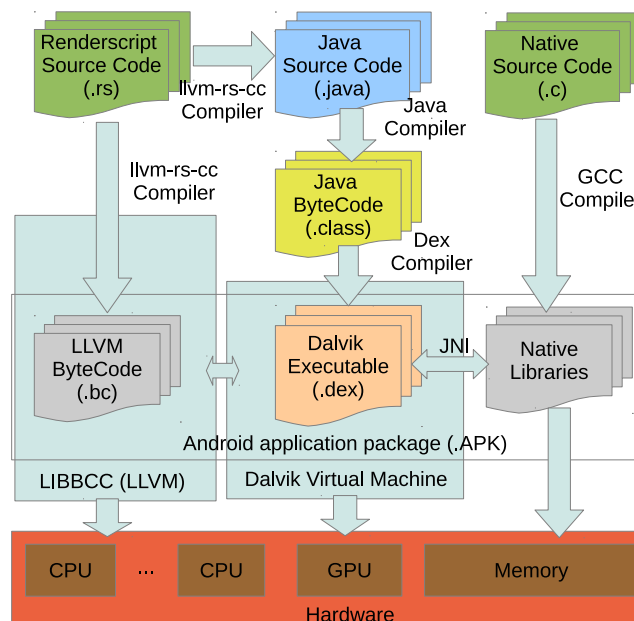 Renderscript
Source Code
(.rs)
llvm-rs-cc
Compiler
Java
Source Code
(.java)
Native
Source Code
(.c)
Java
Compiler
llvm-rs-cc
Compiler
Java
ByteCode
(.class)
GCC
Compile
Dex
Compiler
LLVM
ByteCode
(.bc)
Dalvik
Executable
(.dex)
JNI
Native
Libraries
Android application package (.APK)
LIBBCC (LLVM)
Dalvik Virtual Machine
CPU
...
CPU
GPU
Memory
Hardware